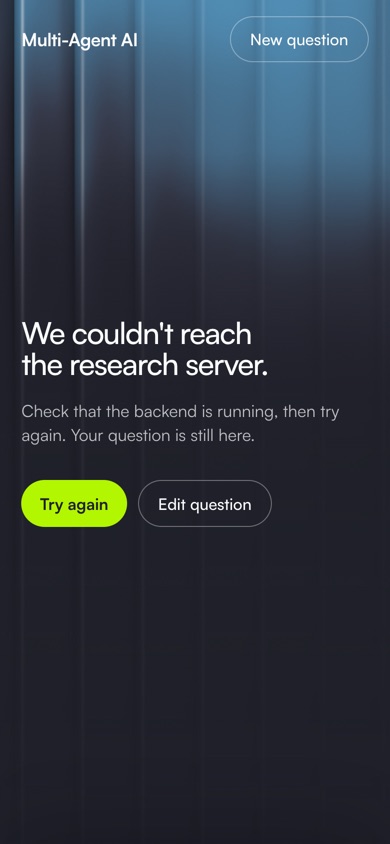 Multi-Agent AI
New question
We couldn't reach
the research server.
Check that the backend is running, then try
again. Your question is still here.
Try again
Edit question